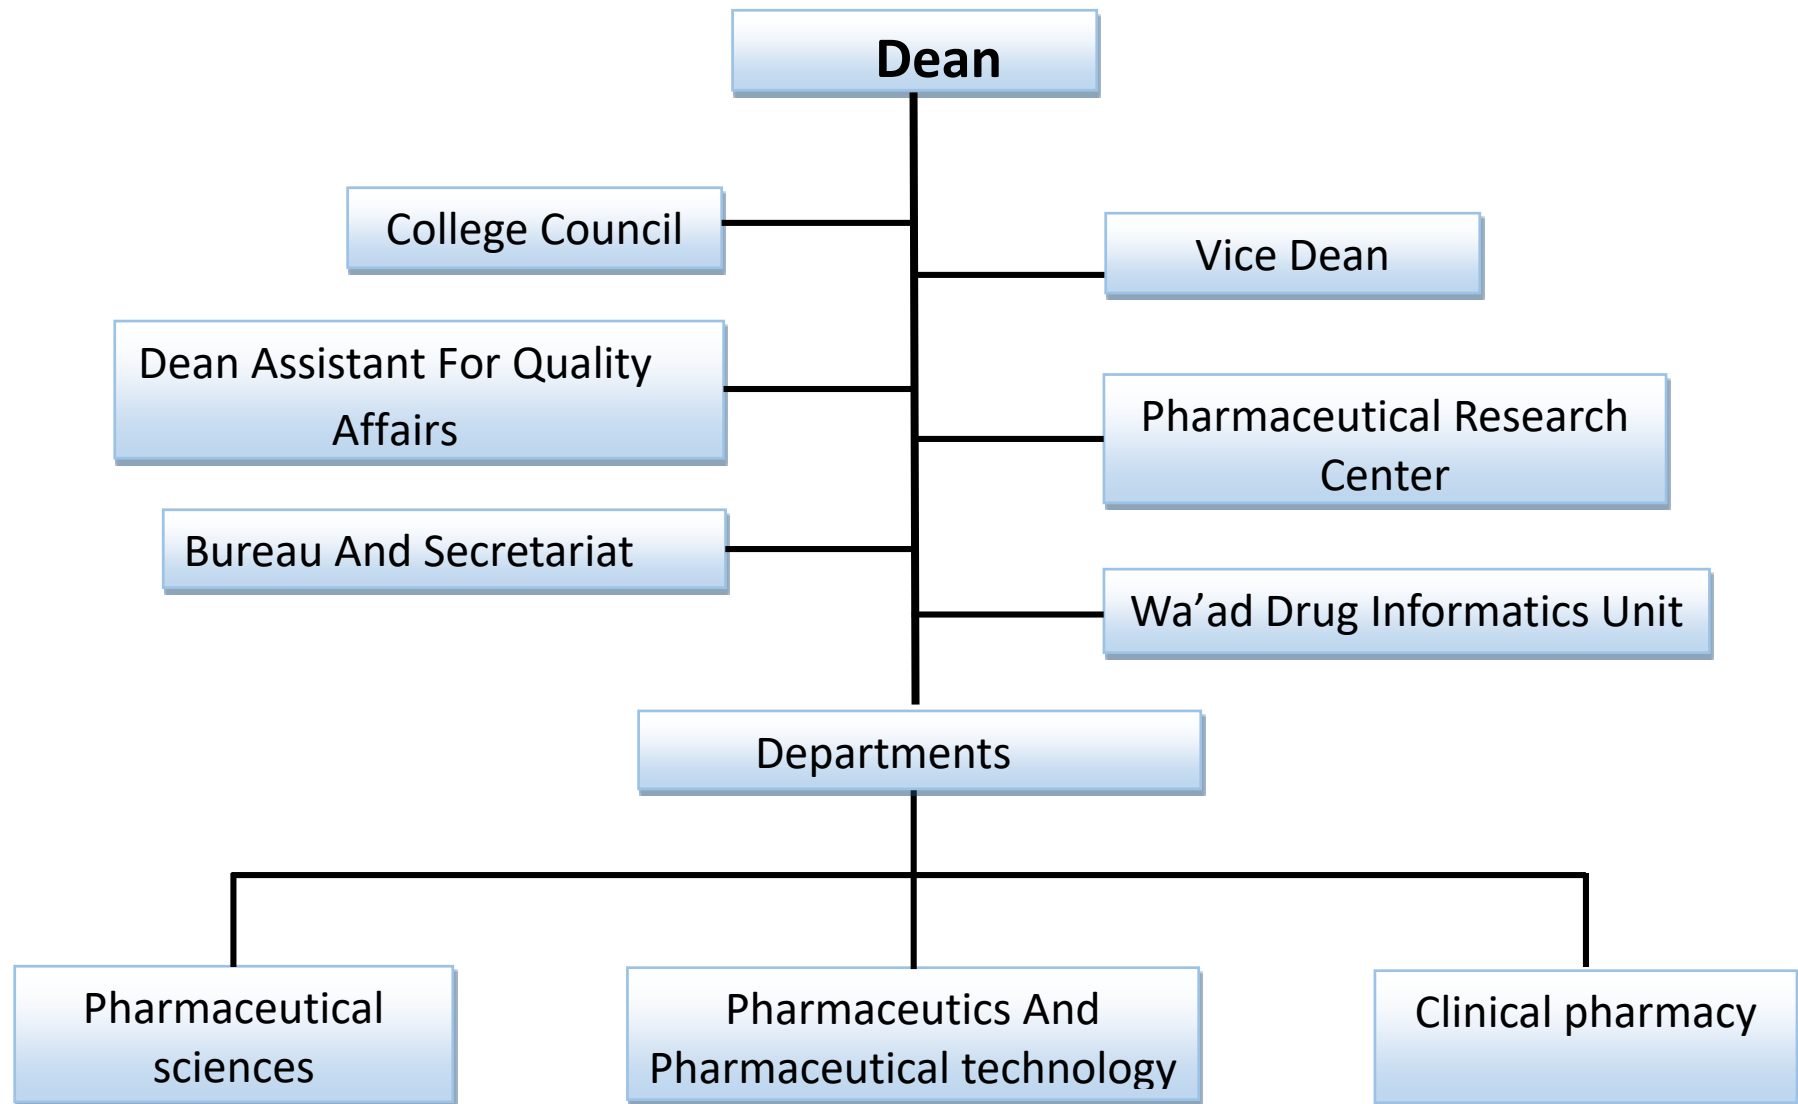 Dean
College Council
Vice Dean
Dean Assistant For Quality
Affairs
Pharmaceutical Research
Center
Bureau And Secretariat
Wa’ad Drug Informatics Unit
Departments
Pharmaceutical
sciences
Pharmaceutics And
Pharmaceutical technology
Clinical pharmacy